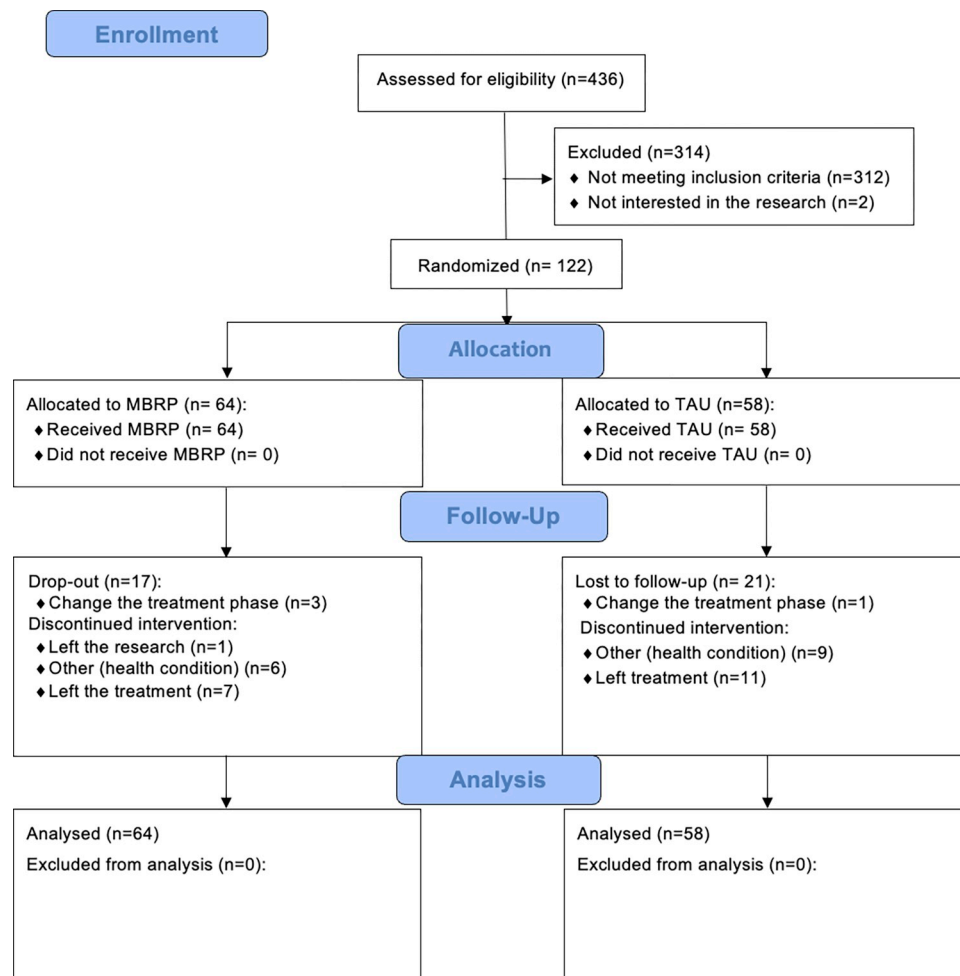 Enrollment
Assessed for eligibility (n=436)
Excluded (n=314)
♦ Not meeting inclusion criteria (n=312)
♦ Not interested in the research (n=2)
Randomized (n= 122)
Allocation
Allocated to MBRP (n= 64):
♦ Received MBRP (n= 64)
♦ Did not receive MBRP (n= 0)
Allocated to TAU (n=58):
♦ Received TAU (n= 58)
♦ Did not receive TAU (n= 0)
Follow-Up
Drop-out (n=17):
♦ Change the treatment phase (n=3)
Discontinued intervention:
♦ Left the research (n=1)
♦ Other (health condition) (n=6)
♦ Left the treatment (n=7)
Lost to follow-up (n= 21):
♦ Change the treatment phase (n=1)
Discontinued intervention:
♦ Other (health condition) (n=9)
♦ Left treatment (n=11)
Analysis
Analysed (n=64)
Excluded from analysis (n=0):
Analysed (n=58)
Excluded from analysis (n=0):